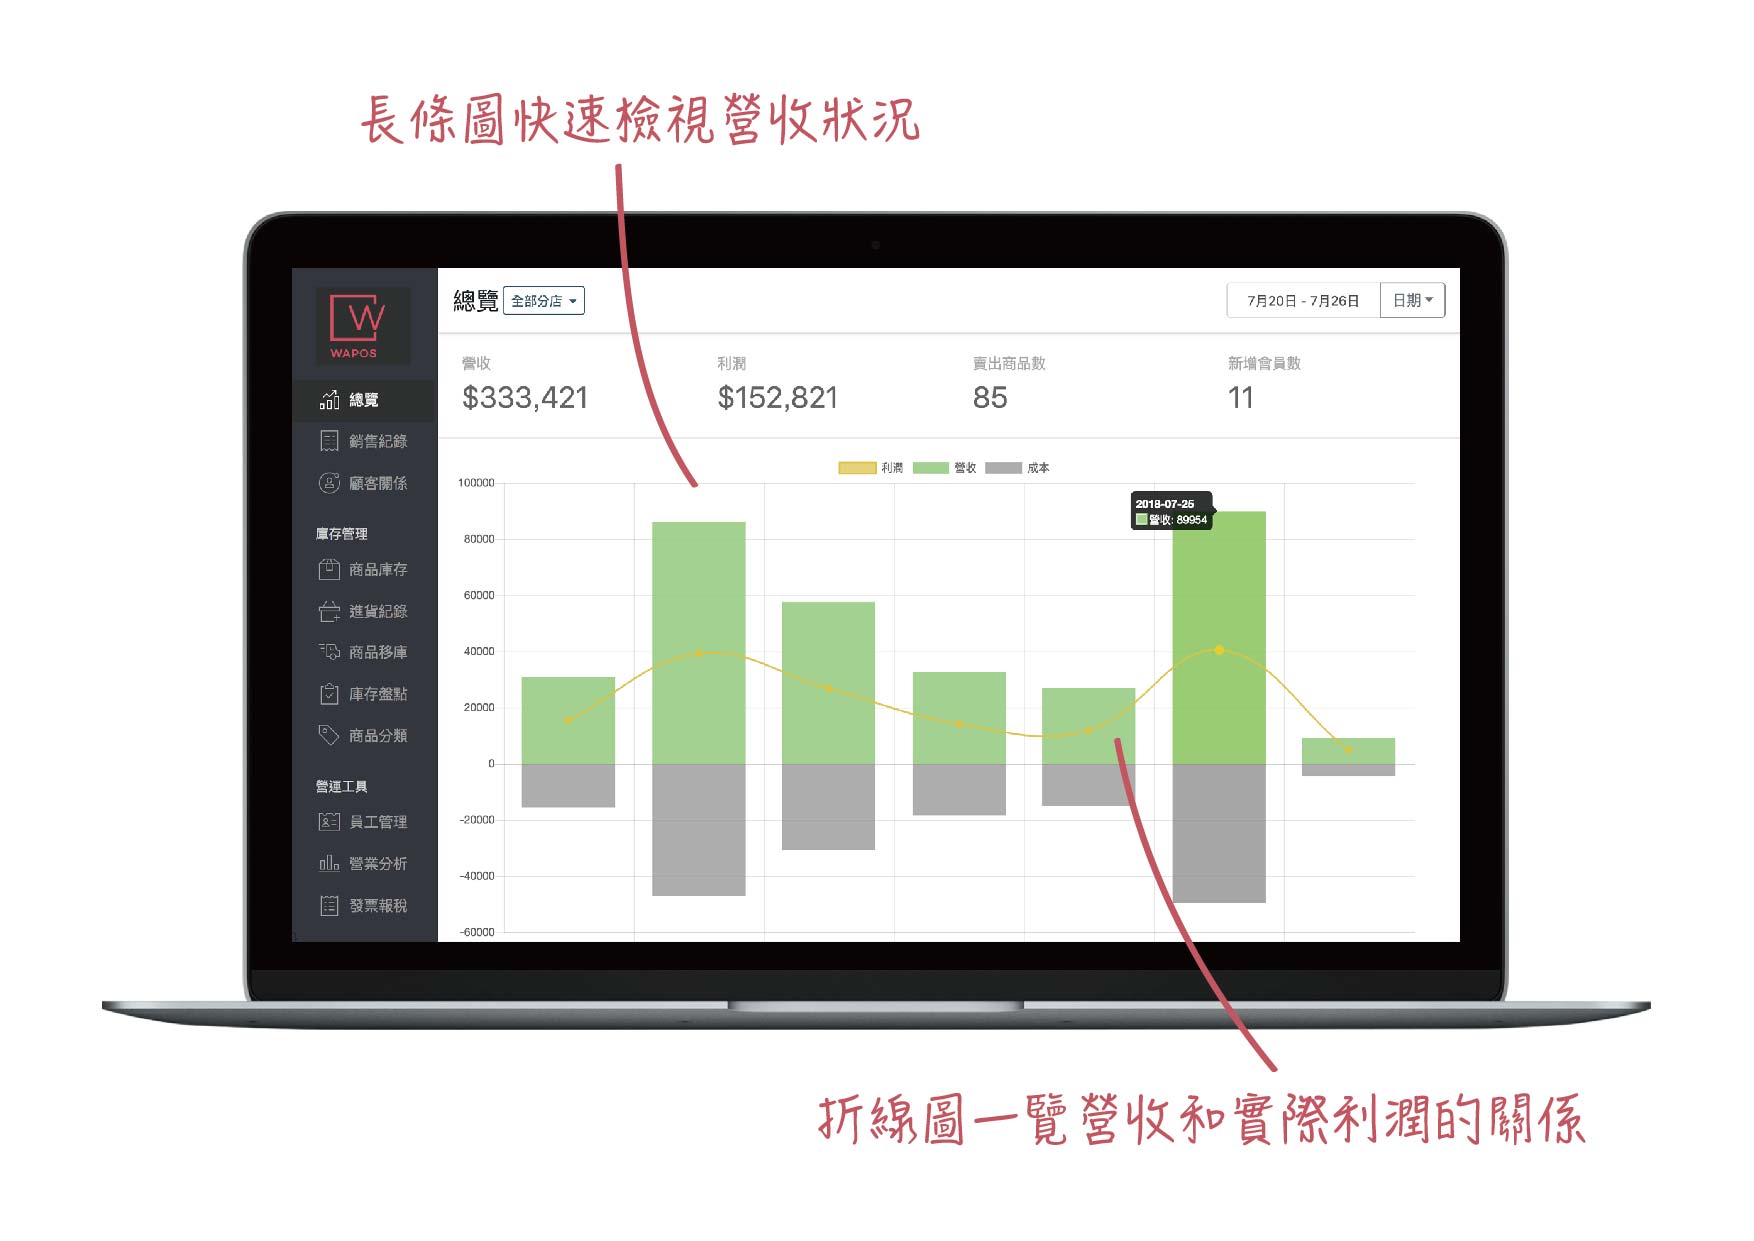 長條圖快速檢視營收狀況
W
WAPOS
總覽
銷售紀錄
顧客關係
庫存管理
商品庫存
進貨紀錄
商品移庫
庫存盤點
商品分類
營運工具
員工管理
營業分析
發票報稅
總覽 全部分店
7月20日 - 7月26日 日期
營收 利潤 賣出商品數 新增會員數
$333,421 $152,821 85 11
利潤 營收 成本
100000
80000
60000
40000
20000
0
-20000
-40000
-60000
2018-07-25
營收: 89954
折線圖一覽營收和實際利潤的關係